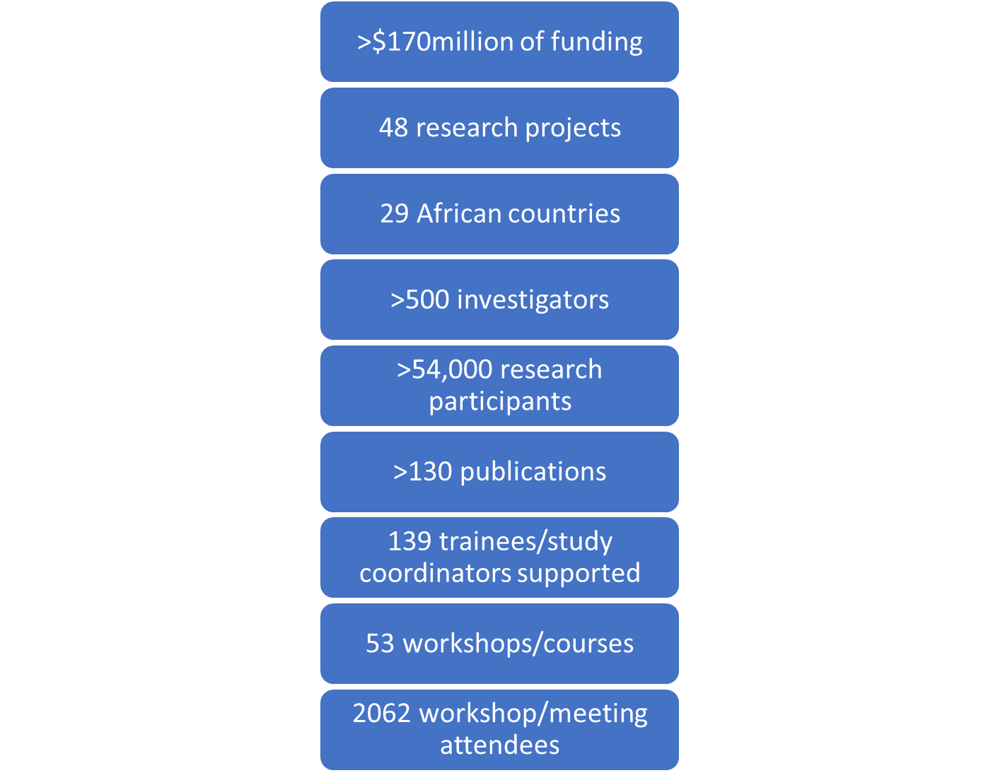 >$170million of funding
48 research projects
29 African countries
>500 investigators
>54,000 research
participants
>130 publications
139 trainees/study
coordinators supported
53 workshops/courses
2062 workshop/meeting
attendees